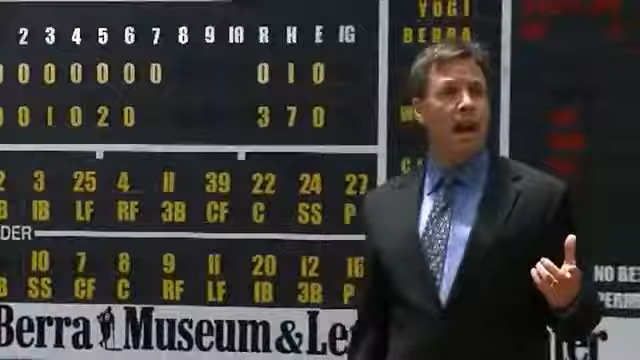 YOGI
BERRA
2 3 4 5 6 7 8 9 10 R H E IG
0 0 0 0 0 0 0 0 1 0
0 0 1 0 2 0 3 7 0
2 3 25 4 11 39 22 24 27
B 1B LF RF 3B CF C SS P
DER
10 7 8 9 11 20 12 16
B SS CF C RF LF 1B 3B P
NO RE
Berra Museum & Le er